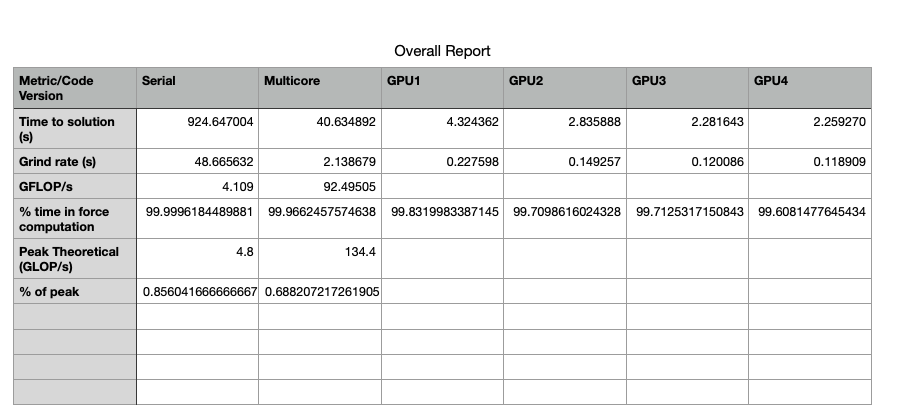 Overall Report
Metric/Code Version Serial Multicore GPU1 GPU2 GPU3 GPU4
Time to solution (s) 924.647004 40.634892 4.324362 2.835888 2.281643 2.259270
Grind rate (s) 48.665632 2.138679 0.227598 0.149257 0.120086 0.118909
GFLOP/s 4.109 92.49505
% time in force computation 99.9996184489881 99.9662457574638 99.8319983387145 99.7098616024328 99.7125317150843 99.6081477645434
Peak Theoretical (GLOP/s) 4.8 134.4
% of peak 0.856041666666667 0.688207217261905